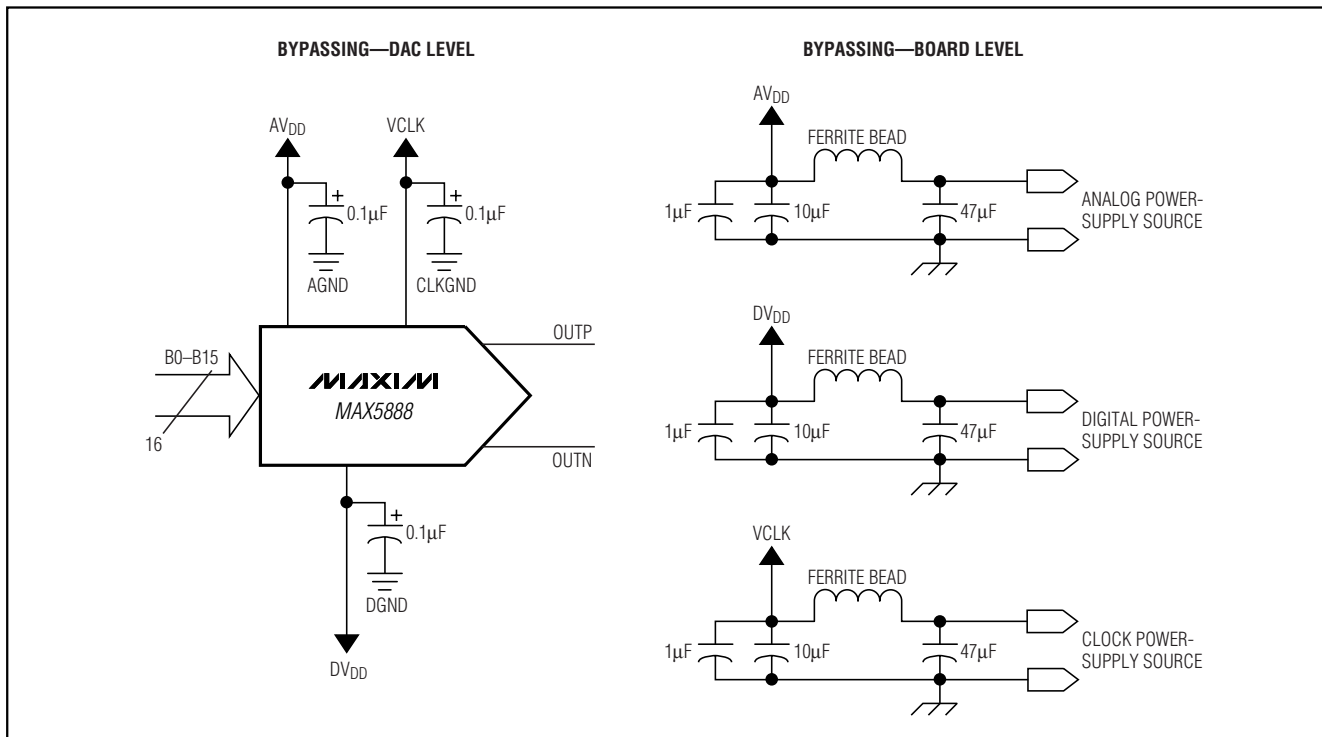 BYPASSING—DAC LEVEL
AVDD
VCLK
+
0.1µF
+
0.1µF
AGND
CLKGND
B0–B15
16
MAXIM
MAX5888
OUTP
OUTN
+
0.1µF
DGND
DVDD
BYPASSING—BOARD LEVEL
AVDD
FERRITE BEAD
1µF
10µF
47µF
ANALOG POWER-
SUPPLY SOURCE
DVDD
FERRITE BEAD
1µF
10µF
47µF
DIGITAL POWER-
SUPPLY SOURCE
VCLK
FERRITE BEAD
1µF
10µF
47µF
CLOCK POWER-
SUPPLY SOURCE